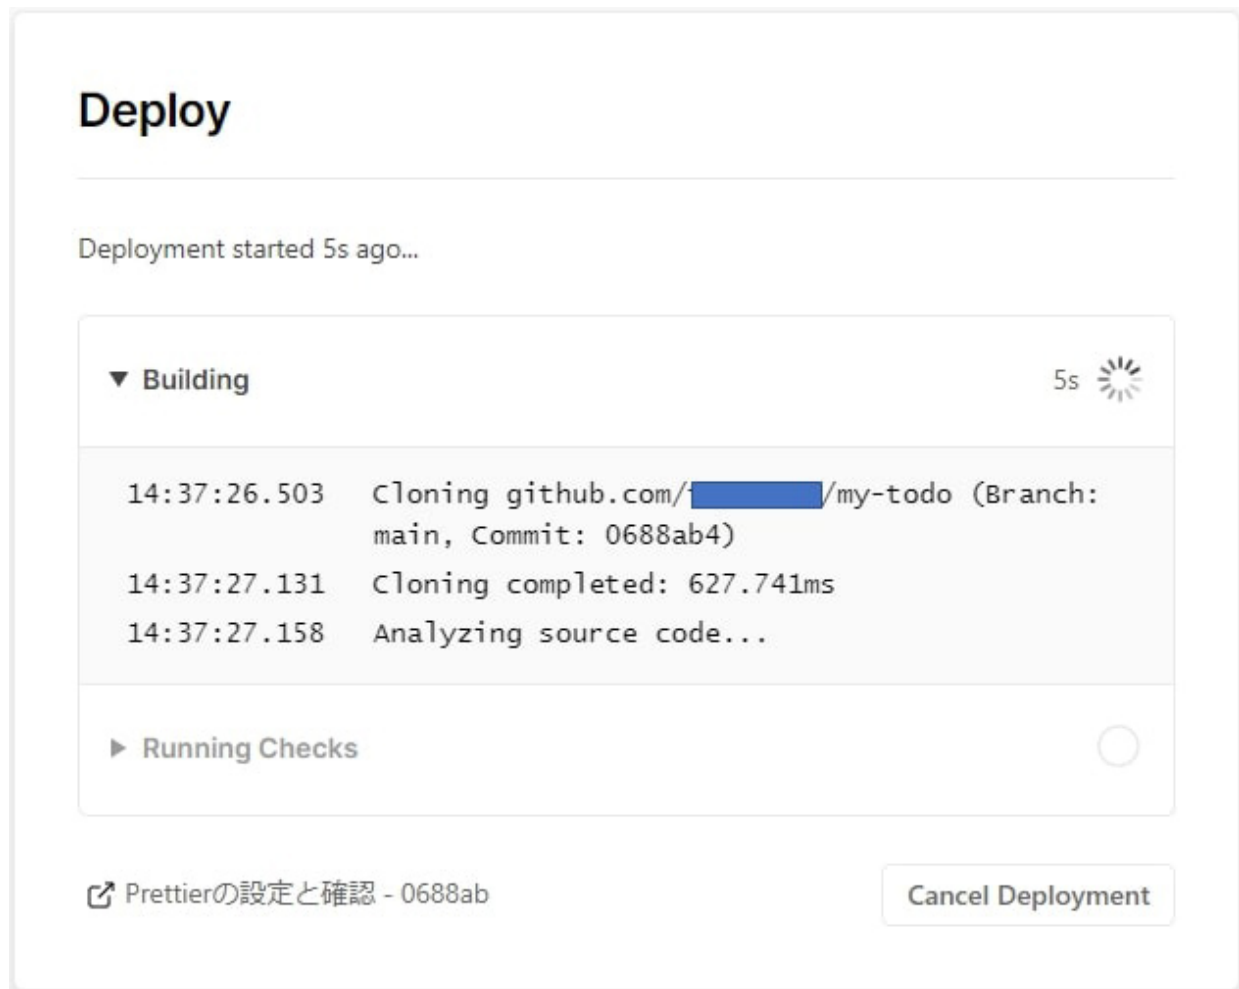 Deploy
Deployment started 5s ago...
▼ Building 5s
14:37:26.503 Cloning github.com/ /my-todo (Branch:
main, Commit: 0688ab4)
14:37:27.131 Cloning completed: 627.741ms
14:37:27.158 Analyzing source code...
▶ Running Checks
Prettierの設定と確認 - 0688ab
Cancel Deployment